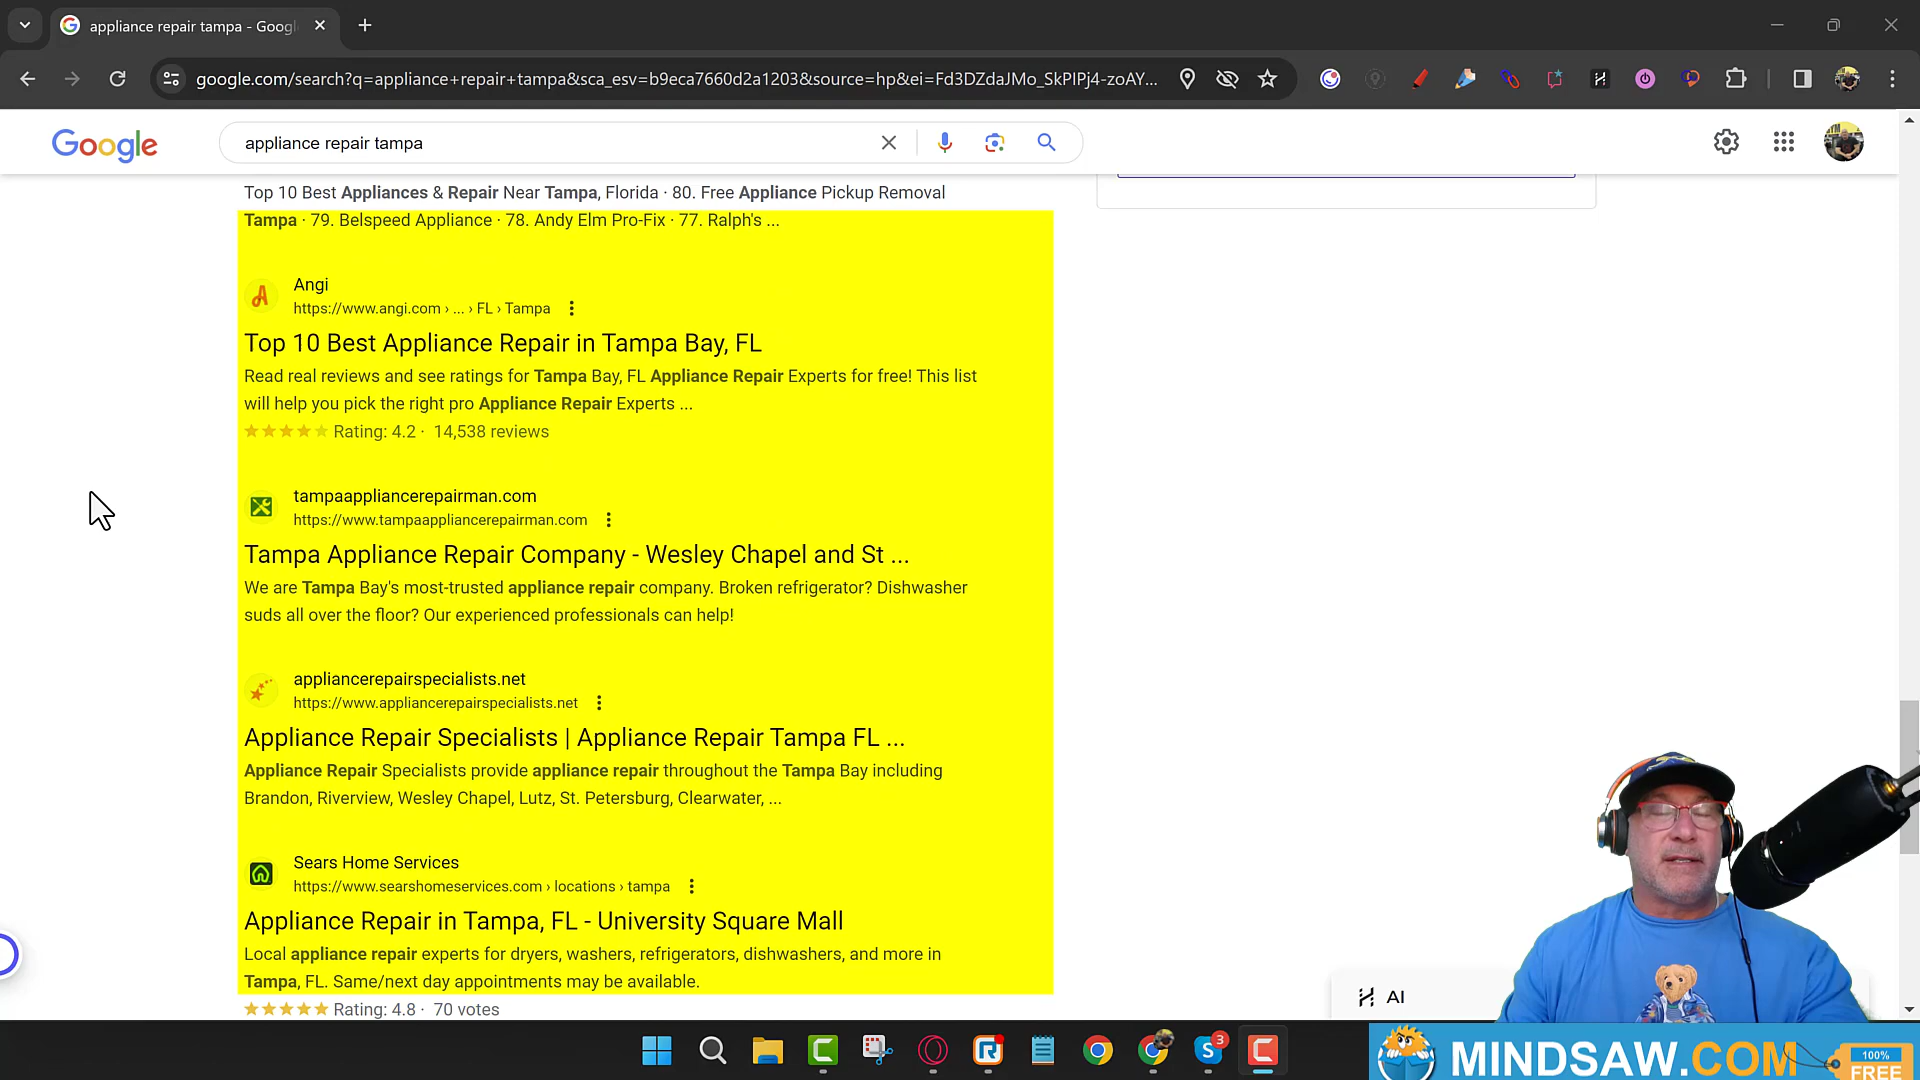 appliance repair tampa - Googl
google.com/search?q=appliance+repair+tampa&sca_esv=b9eca7660d2a1203&source=hp&ei=Fd3DZdaJMo_SkPIPj4-zoAY...
Google
appliance repair tampa
Top 10 Best Appliances & Repair Near Tampa, Florida · 80. Free Appliance Pickup Removal
Tampa · 79. Belspeed Appliance · 78. Andy Elm Pro-Fix · 77. Ralph's ...
Angi
https://www.angi.com › ... › FL › Tampa
Top 10 Best Appliance Repair in Tampa Bay, FL
Read real reviews and see ratings for Tampa Bay, FL Appliance Repair Experts for free! This list
will help you pick the right pro Appliance Repair Experts ...
Rating: 4.2 · 14,538 reviews
tampaappliancerepairman.com
https://www.tampaappliancerepairman.com
Tampa Appliance Repair Company - Wesley Chapel and St ...
We are Tampa Bay's most-trusted appliance repair company. Broken refrigerator? Dishwasher
suds all over the floor? Our experienced professionals can help!
appliancerepairspecialists.net
https://www.appliancerepairspecialists.net
Appliance Repair Specialists | Appliance Repair Tampa FL ...
Appliance Repair Specialists provide appliance repair throughout the Tampa Bay including
Brandon, Riverview, Wesley Chapel, Lutz, St. Petersburg, Clearwater, ...
Sears Home Services
https://www.searshomeservices.com › locations › tampa
Appliance Repair in Tampa, FL - University Square Mall
Local appliance repair experts for dryers, washers, refrigerators, dishwashers, and more in
Tampa, FL. Same/next day appointments may be available.
Rating: 4.8 · 70 votes
AI
3
MINDSAW.COM
100%
FREE